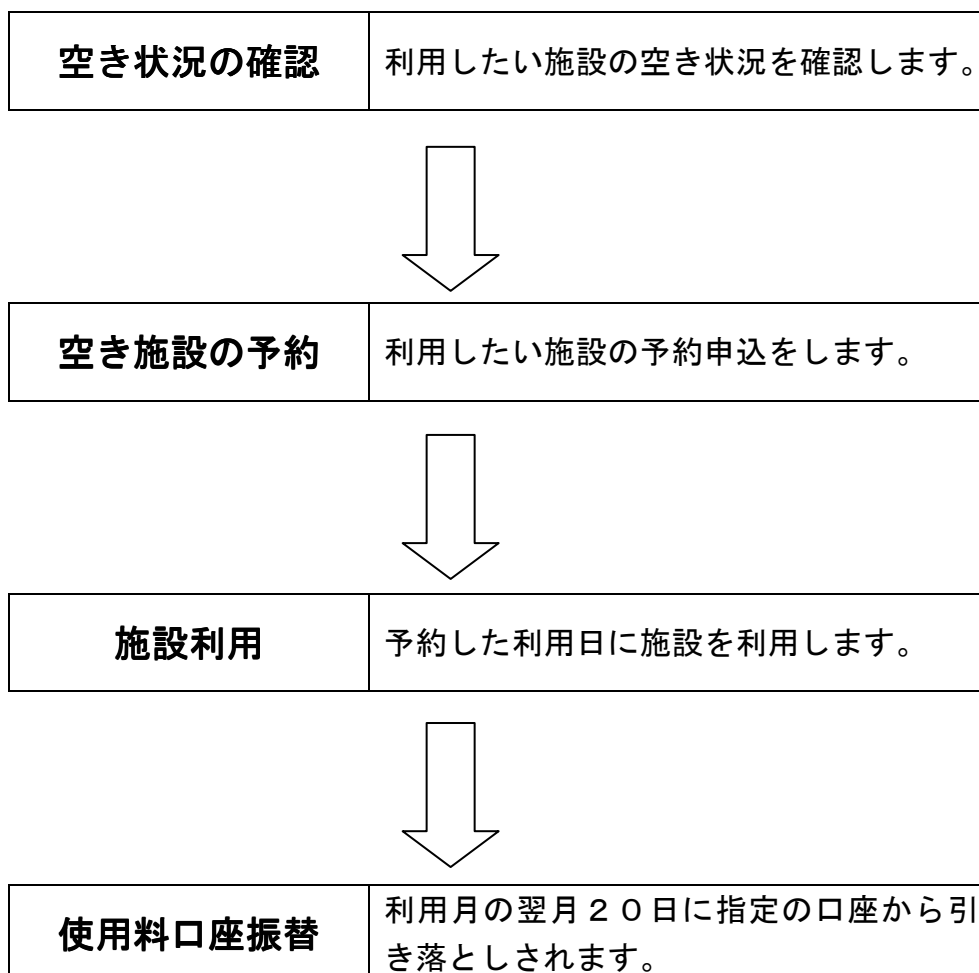 空き状況の確認
利用したい施設の空き状況を確認します。
空き施設の予約
利用したい施設の予約申込をします。
施設利用
予約した利用日に施設を利用します。
使用料口座振替
利用月の翌月２０日に指定の口座から引
き落としされます。